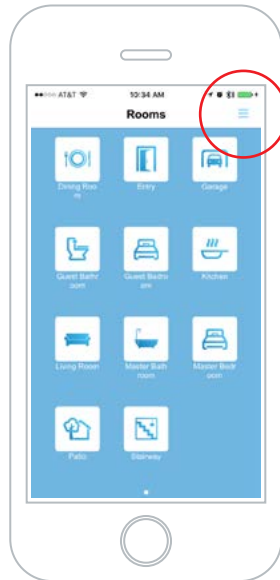 AT&T 10:34 AM
Rooms
Dining Roo
m
Entry
Garage
Guest Bathr
oom
Guest Bedro
om
Kitchen
Living Room
Master Bath
room
Master Bedr
oom
Patio
Stairway